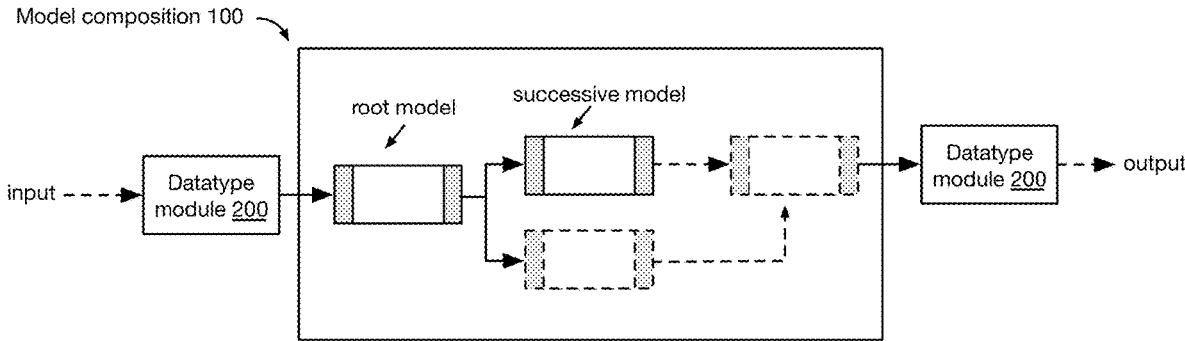 Model composition 100
root model
successive model
input
Datatype
module 200
Datatype
module 200
output